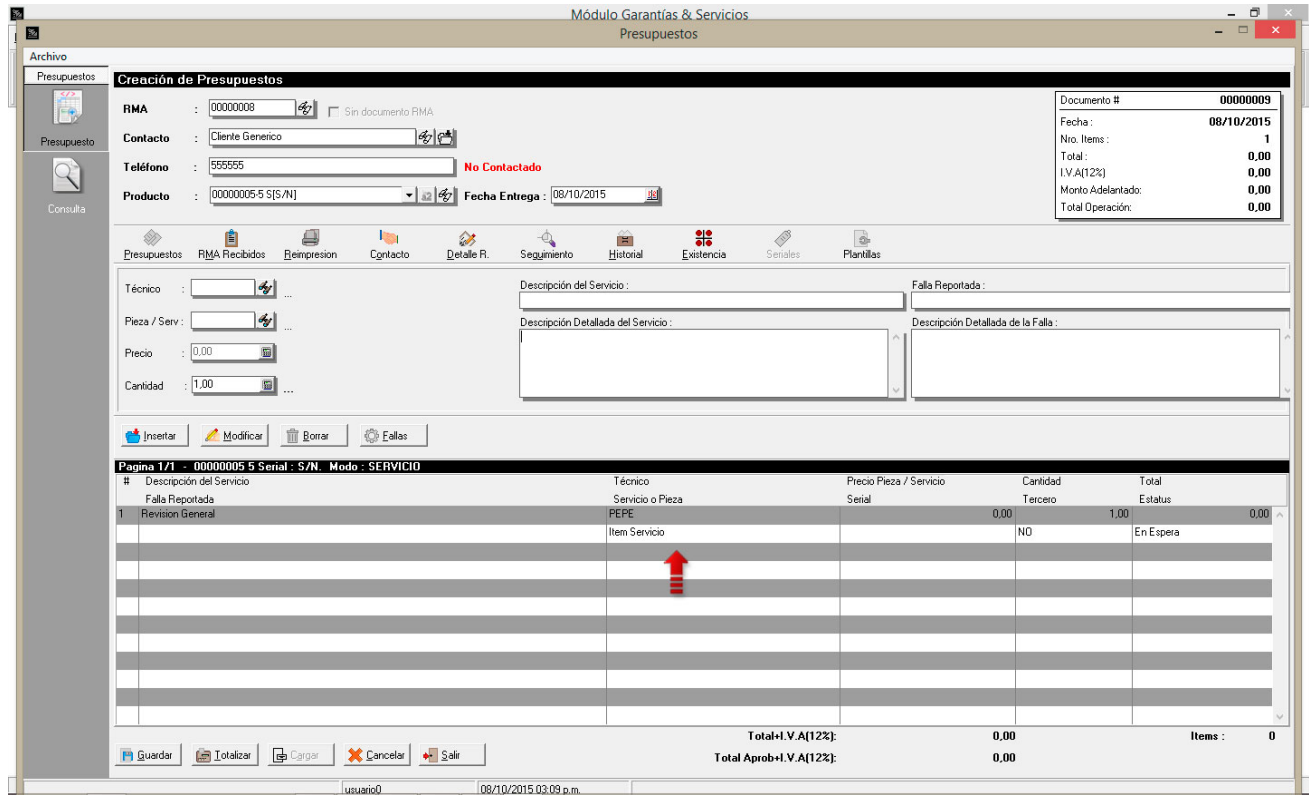 Módulo Garantías & Servicios
Presupuestos
Archivo
Presupuestos
Presupuesto
Consulta
Creación de Presupuestos
RMA : 00000008 Sin documento RMA
Contacto : Cliente Generico
Teléfono : 555555 No Contactado
Producto : 00000005-5 S[S/N] Fecha Entrega : 08/10/2015
Documento # 00000009
Fecha : 08/10/2015
Nro. Items : 1
Total : 0,00
I.V.A(12%) 0,00
Monto Adelantado: 0,00
Total Operación: 0,00
Presupuestos RMA Recibidos Reimpresion Contacto Detalle R. Seguimiento Historial Existencia Seriales Plantillas
Técnico : ...
Pieza / Serv : ...
Precio : 0,00
Cantidad : 1,00 ...
Descripción del Servicio :
Falla Reportada :
Descripción Detallada del Servicio :
Descripción Detallada de la Falla :
Insertar Modificar Borrar Fallas
Pagina 1/1 - 00000005 5 Serial : S/N. Modo : SERVICIO
# Descripción del Servicio Técnico Precio Pieza / Servicio Cantidad Total
Falla Reportada Servicio o Pieza Serial Tercero Estatus
1 Revision General PEPE 0,00 1,00 0,00
Item Servicio NO En Espera
Total+I.V.A(12%): 0,00 Items : 0
Total Aprob+I.V.A(12%): 0,00
Guardar Totalizar Cargar Cancelar Salir
usuario0 08/10/2015 03:09 p.m.